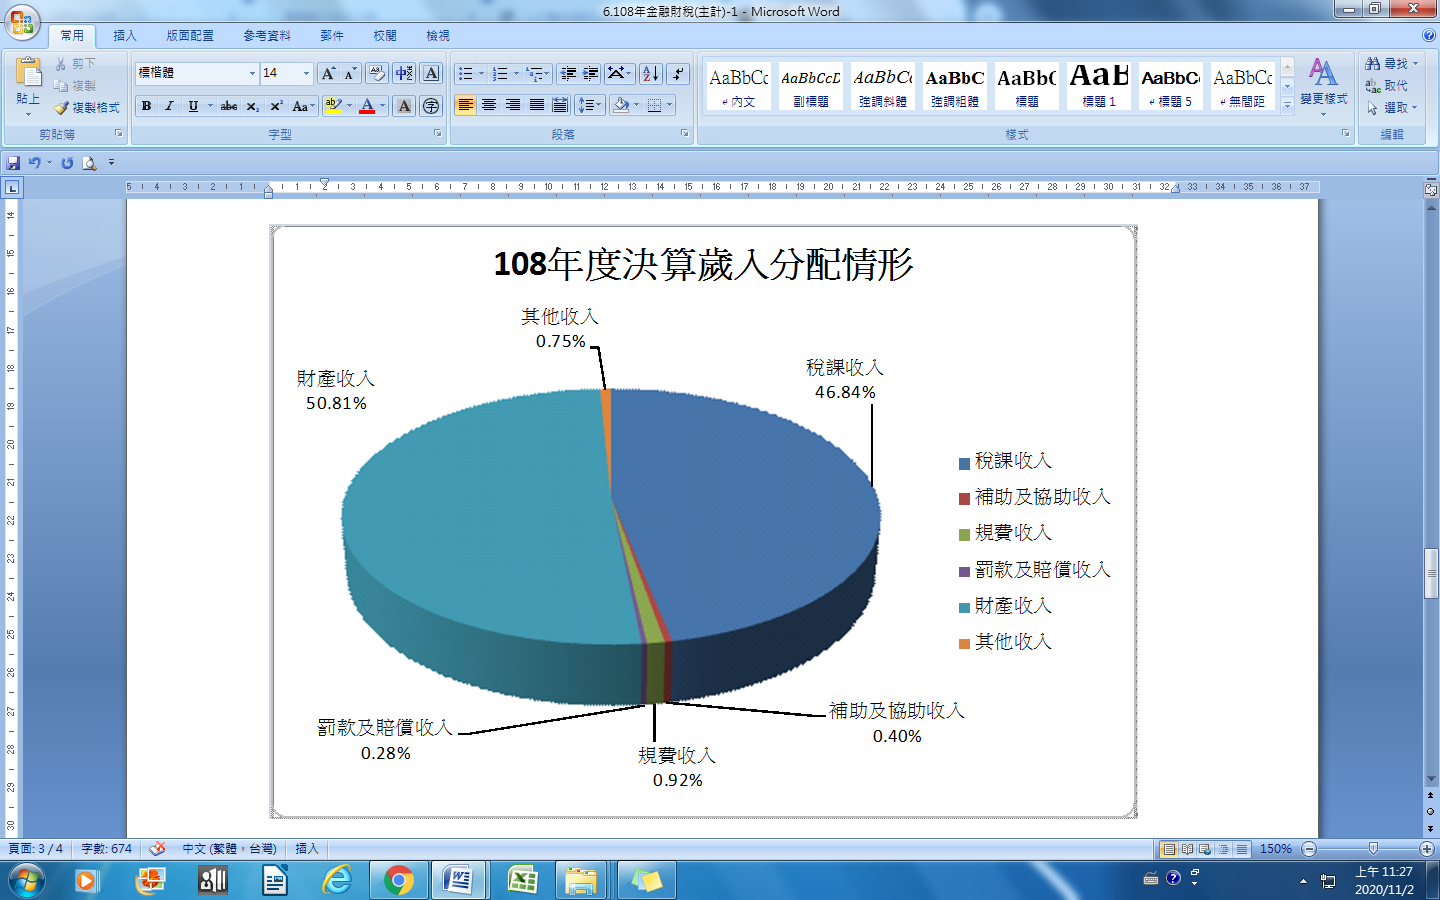 6.108年金融財稅(主計)-1 - Microsoft Word
常用 插入 版面配置 參考資料 郵件 校閱 檢視
貼上 剪下 複製 複製格式 剪貼簿
標楷體 14
字型
段落
AaBbCc AaBbCcD AaBbCc AaBbC AaBbC AaB AaBbCc AaBbCc
內文 副標題 強調斜體 強調粗體 標題 標題 1 標題 5 無間距
變更樣式
樣式
尋找
取代
選取
編輯
108年度決算歲入分配情形
其他收入
0.75%
稅課收入
46.84%
財產收入
50.81%
稅課收入
補助及協助收入
規費收入
罰款及賠償收入
財產收入
其他收入
補助及協助收入
0.40%
罰款及賠償收入
0.28%
規費收入
0.92%
頁面: 3 / 4 字數: 674 中文 (繁體，台灣) 插入 150%
上午 11:27
2020/11/2